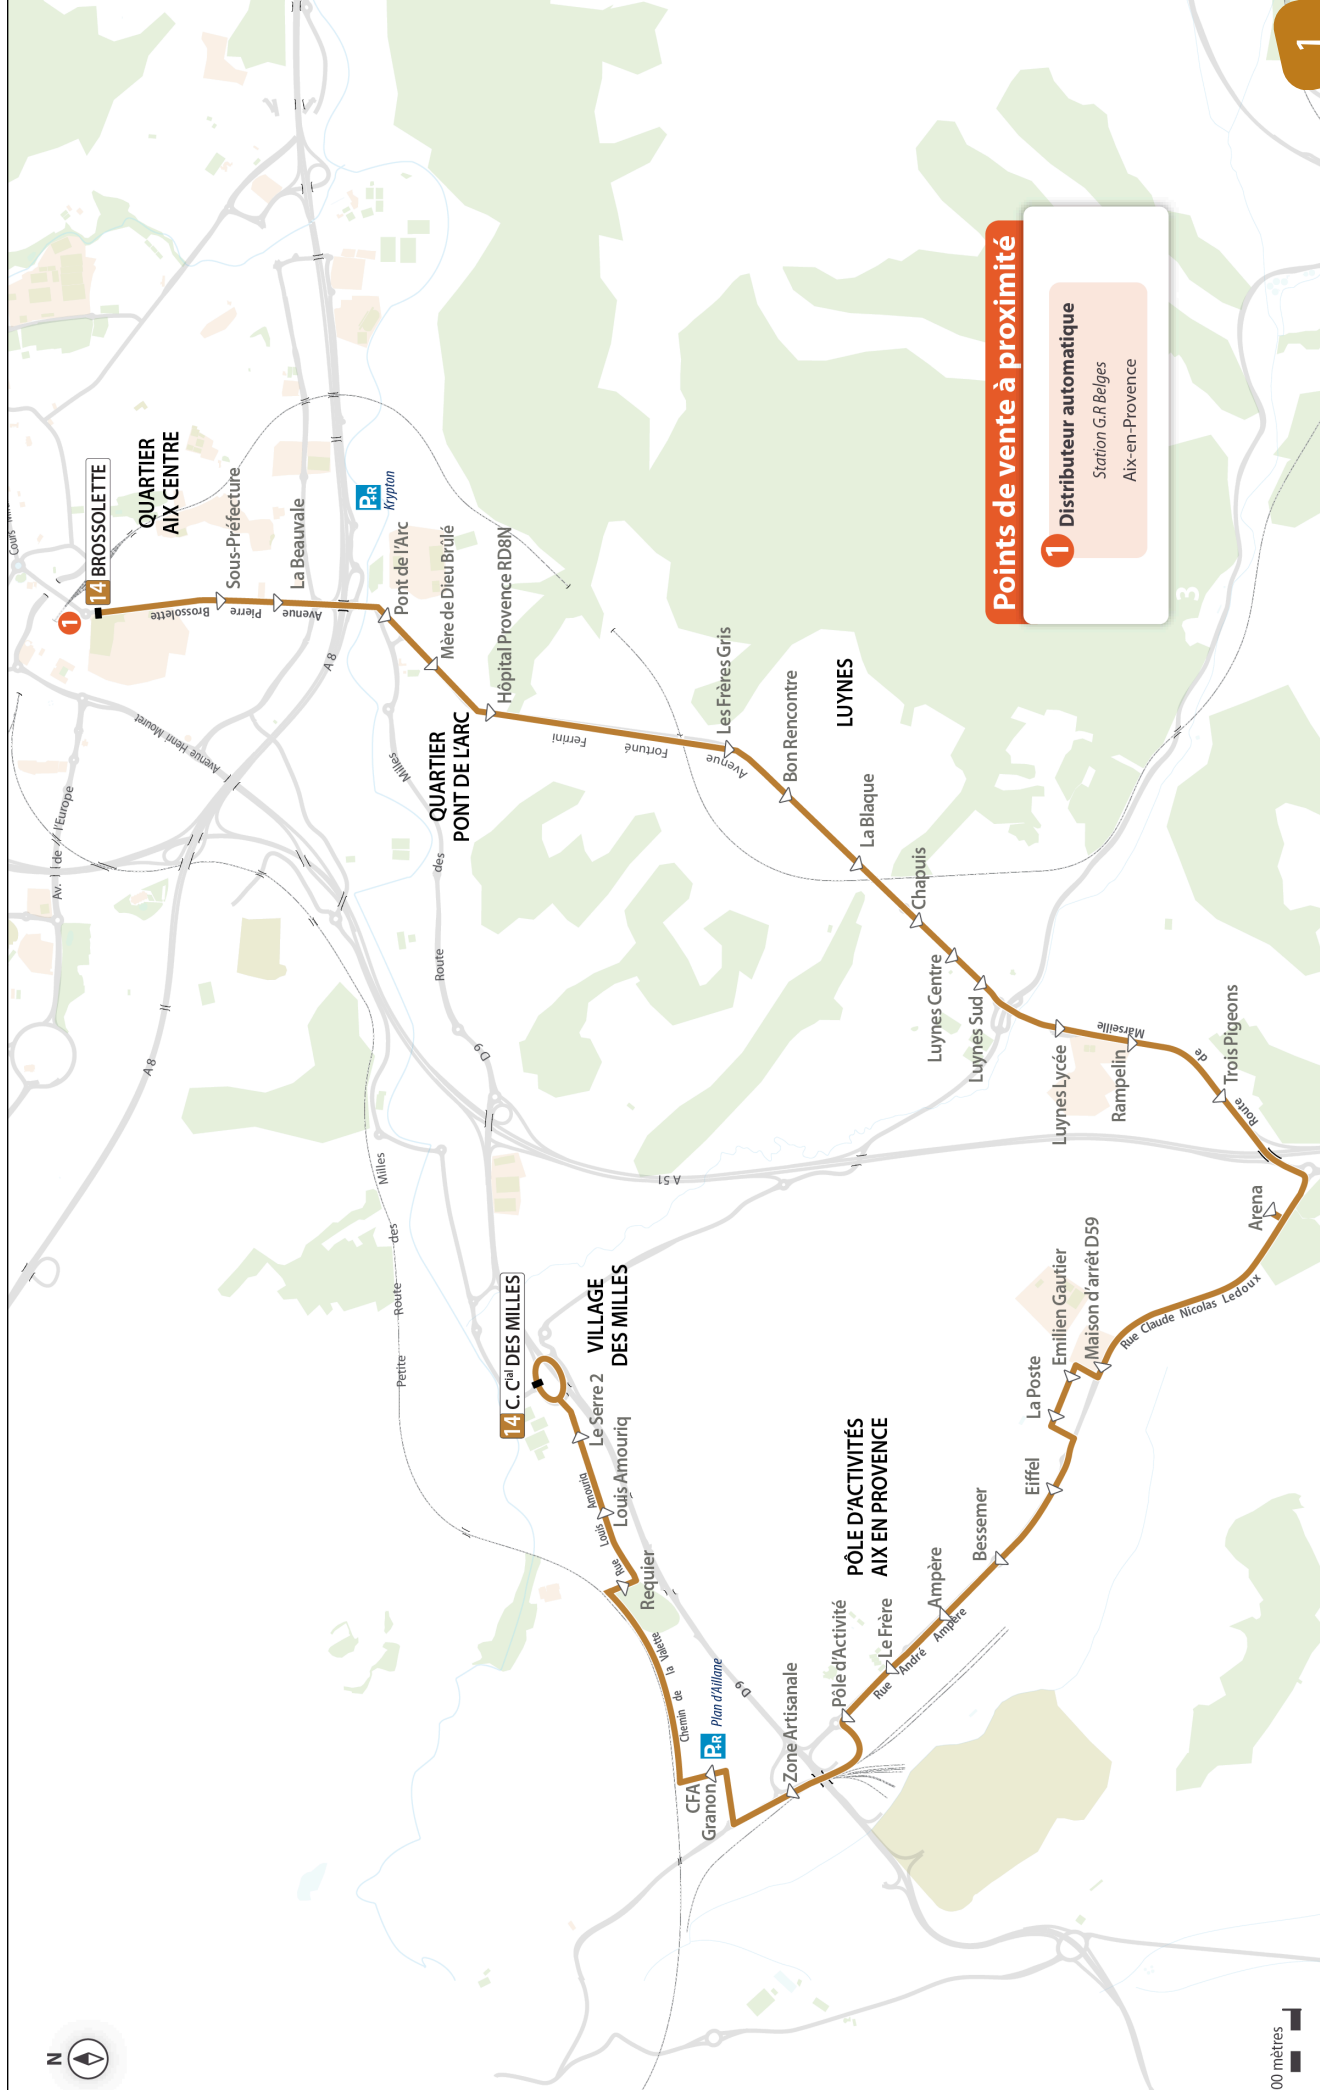 N
Cours
1
14 BROSSOLETTE
QUARTIER
AIX CENTRE
Avenue Pierre Brossolette
Sous-Préfecture
La Beauvale
A 8
Avenue Henri Mouret
Av. de l'Europe
A 8
P+R
Krypton
Pont de l'Arc
Mère de Dieu Brûlé
Hôpital Provence RD8N
QUARTIER
PONT DE L'ARC
Route des Milles
D 9
Avenue Fortuné Ferrini
Les Frères Gris
Bon Rencontre
LUYNES
La Blaque
Chapuis
Luynes Centre
Luynes Sud
Luynes Lycée
Rampelin
Route de Marseille
Trois Pigeons
A 51
Arena
Rue Claude Nicolas Ledoux
Maison d'arrêt D59
Emilien Gautier
La Poste
Eiffel
Bessemer
Ampère
Rue André Ampère
Le Frère
Pôle d'Activité
PÔLE D'ACTIVITÉS
AIX EN PROVENCE
Zone Artisanale
D 9
CFA
Granon
P+R
Plan d'Aillane
Chemin de la Valette
Requier
Rue Louis Amouriq
Louis Amouriq
Le Serre 2
VILLAGE
DES MILLES
14 C. Cial DES MILLES
Petite Route des Milles
Points de vente à proximité
1
Distributeur automatique
Station G.R Belges
Aix-en-Provence
3
1
00 mètres